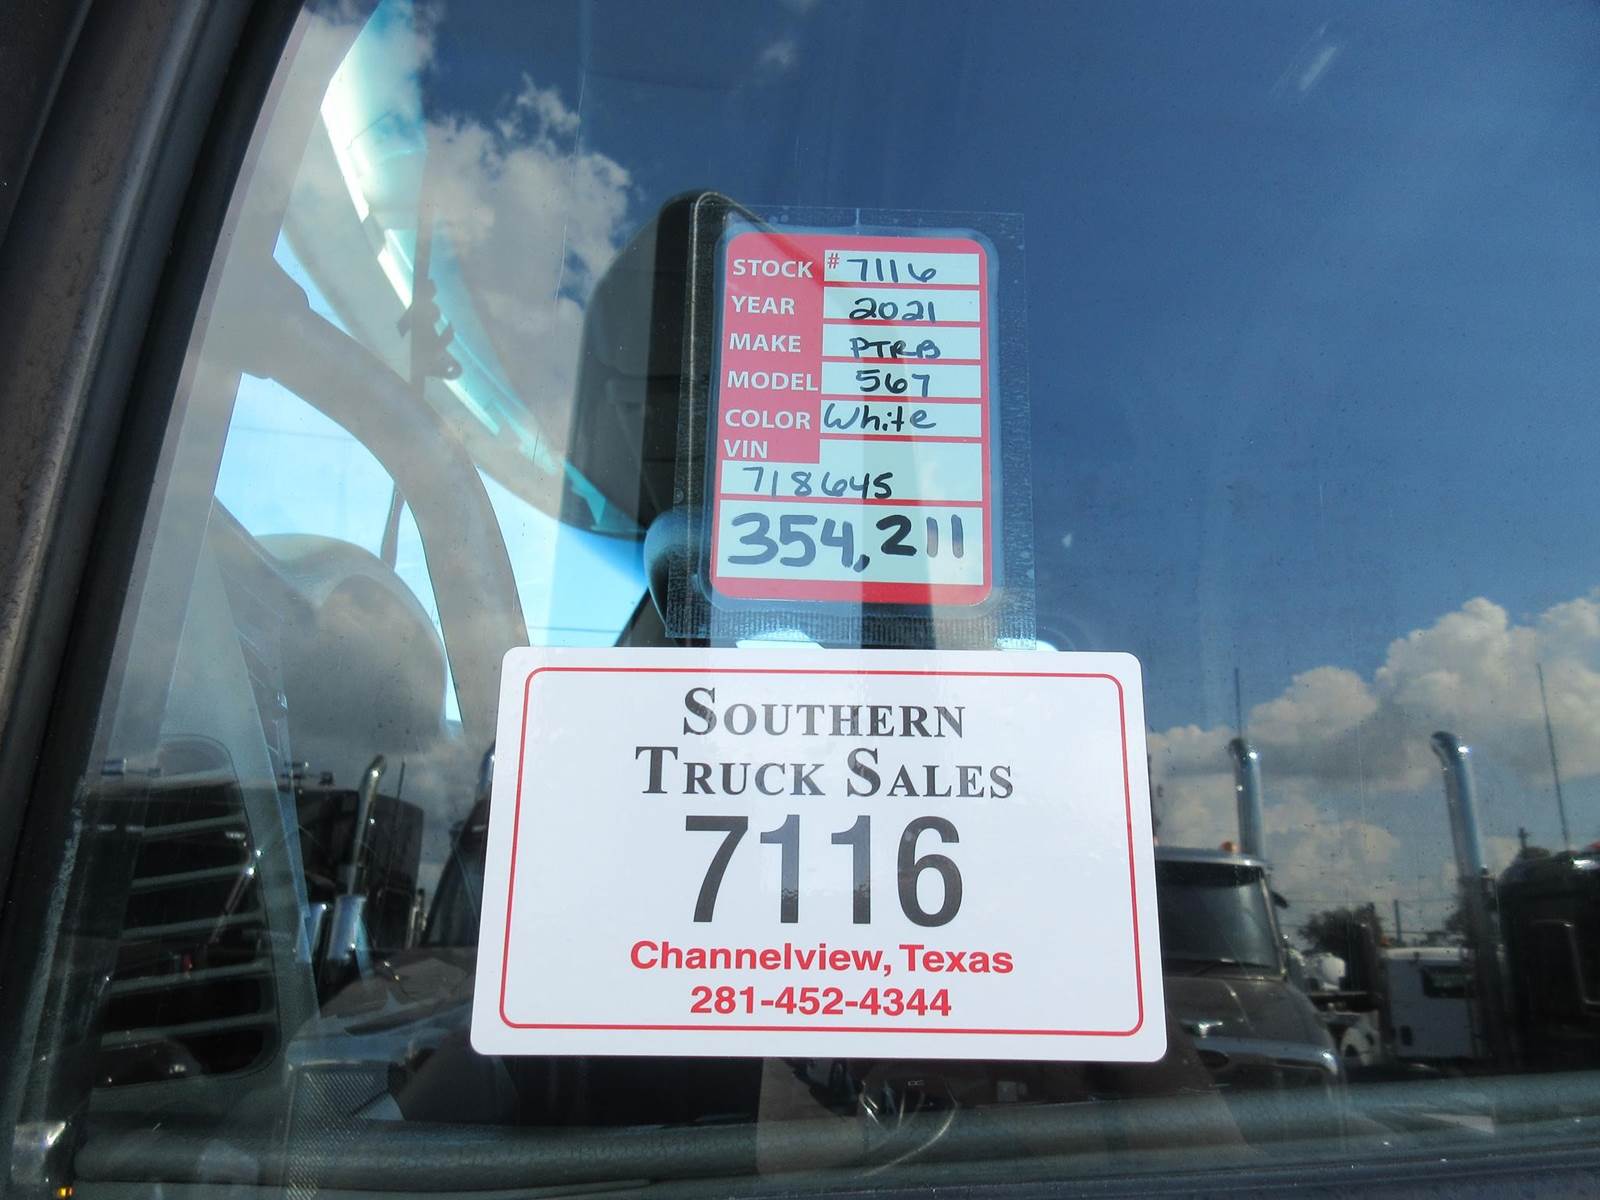 STOCK # 7116
YEAR 2021
MAKE PTRB
MODEL 567
COLOR White
VIN
718645
354,211
SOUTHERN
TRUCK SALES
7116
Channelview, Texas
281-452-4344